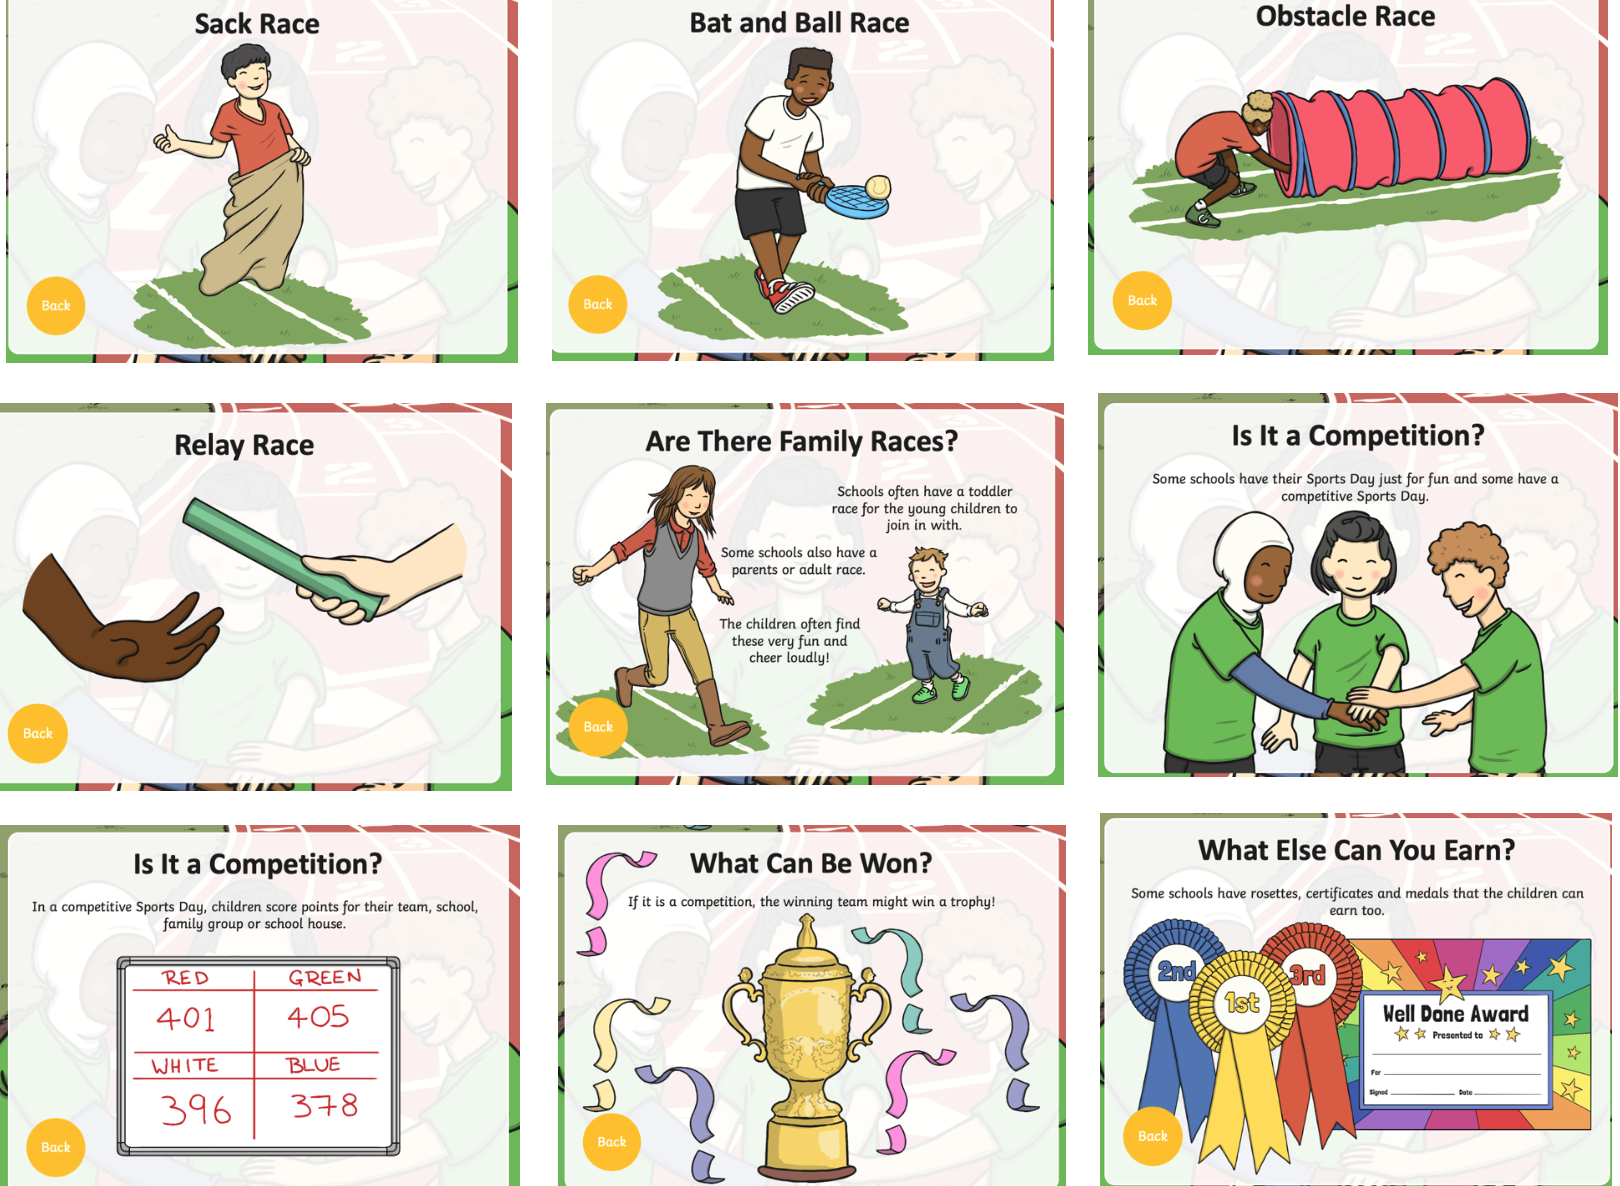 Sack Race
Back
Bat and Ball Race
Back
Obstacle Race
Back
Relay Race
Back
Are There Family Races?
Schools often have a toddler
race for the young children to
join in with.
Some schools also have a
parents or adult race.
The children often find
these very fun and
cheer loudly!
Back
Is It a Competition?
Some schools have their Sports Day just for fun and some have a
competitive Sports Day.
Is It a Competition?
In a competitive Sports Day, children score points for their team, school,
family group or school house.
RED GREEN
401 405
WHITE BLUE
396 378
Back
What Can Be Won?
If it is a competition, the winning team might win a trophy!
Back
What Else Can You Earn?
Some schools have rosettes, certificates and medals that the children can
earn too.
2nd
1st
3rd
Well Done Award
Presented to
For
Signed Date
Back